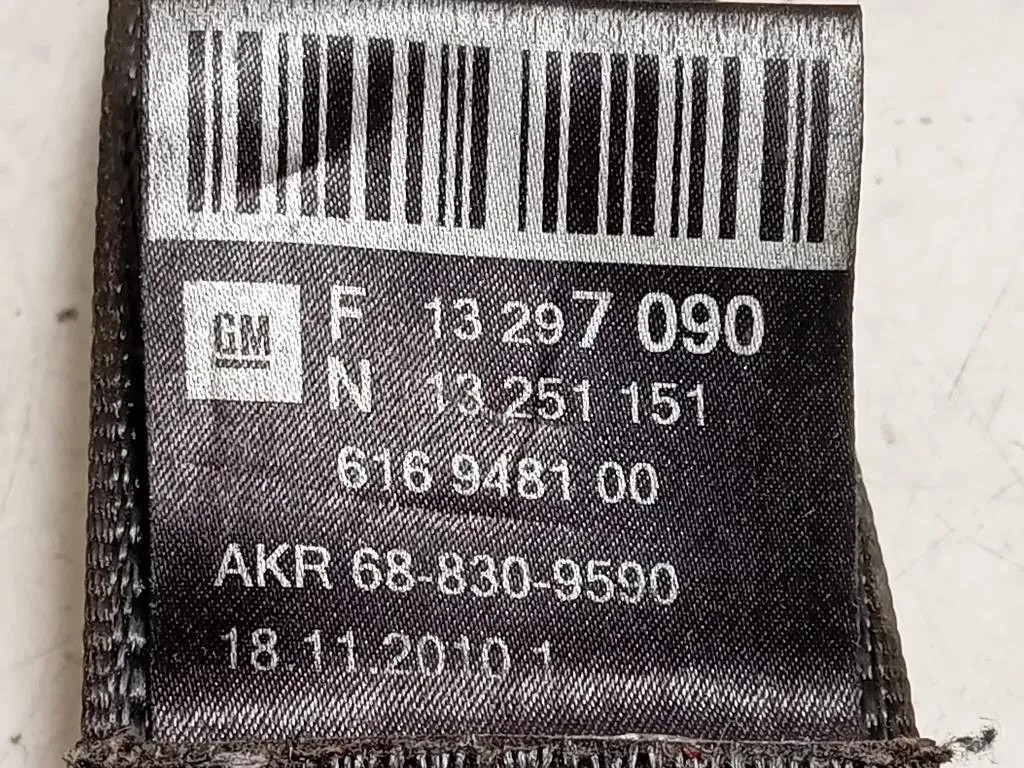 GM F 13 297 090
N 13 251 151
616 9481 00
AKR 68-830-9590
18.11.2010 1